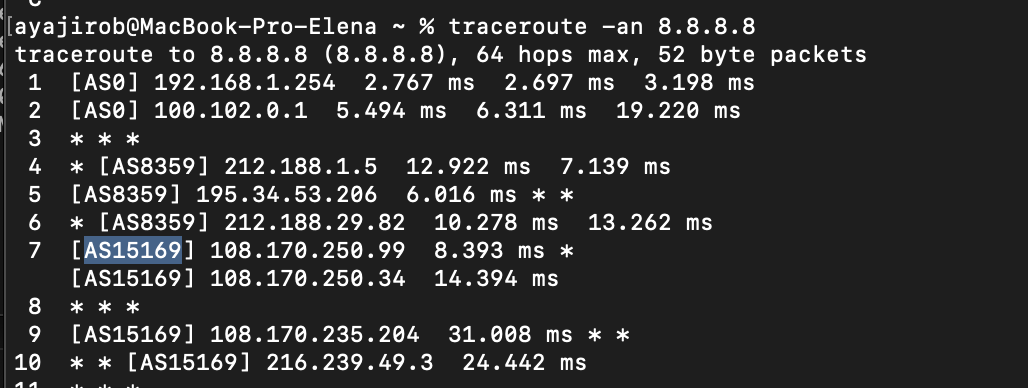 [ayajirob@MacBook-Pro-Elena ~ % traceroute -an 8.8.8.8
traceroute to 8.8.8.8 (8.8.8.8), 64 hops max, 52 byte packets
 1  [AS0] 192.168.1.254  2.767 ms  2.697 ms  3.198 ms
 2  [AS0] 100.102.0.1  5.494 ms  6.311 ms  19.220 ms
 3  * * *
 4  * [AS8359] 212.188.1.5  12.922 ms  7.139 ms
 5  [AS8359] 195.34.53.206  6.016 ms * *
 6  * [AS8359] 212.188.29.82  10.278 ms  13.262 ms
 7  [AS15169] 108.170.250.99  8.393 ms *
    [AS15169] 108.170.250.34  14.394 ms
 8  * * *
 9  [AS15169] 108.170.235.204  31.008 ms * *
10  * * [AS15169] 216.239.49.3  24.442 ms
11  * * *